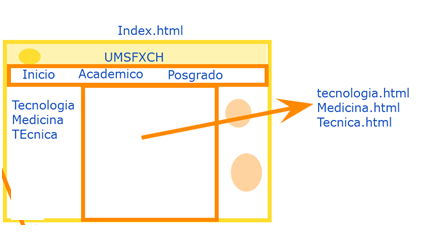 Index.html
UMSFXCH
Inicio Academico Posgrado
Tecnologia
Medicina
TEcnica
tecnologia.html
Medicina.html
Tecnica.html